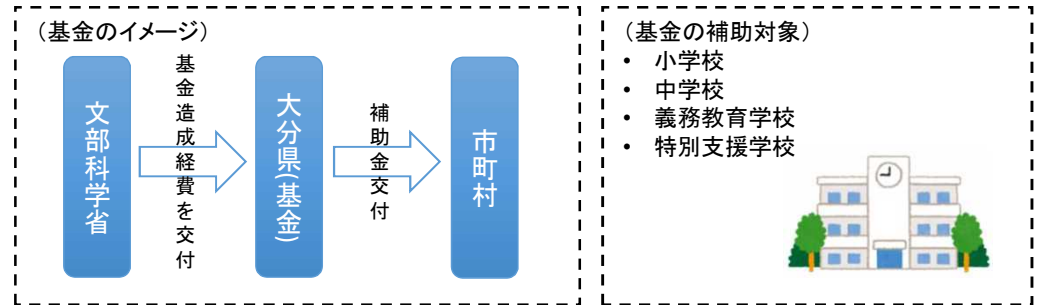 （基金のイメージ）
文部科学省
基金造成経費を交付
大分県（基金）
補助金交付
市町村
（基金の補助対象）
• 小学校
• 中学校
• 義務教育学校
• 特別支援学校